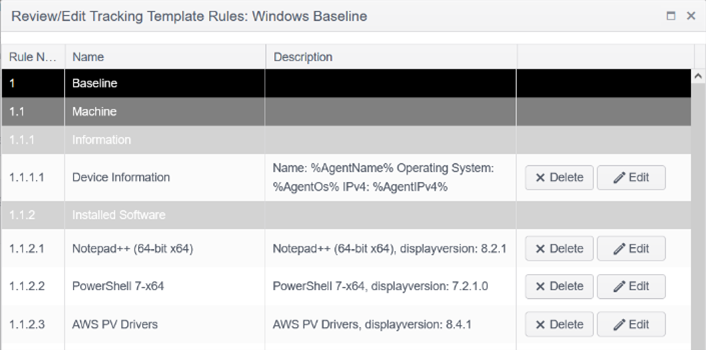 Review/Edit Tracking Template Rules: Windows Baseline
Rule N... Name Description
1 Baseline
1.1 Machine
1.1.1 Information
1.1.1.1 Device Information Name: %AgentName% Operating System: %AgentOs% IPv4: %AgentIPv4% Delete Edit
1.1.2 Installed Software
1.1.2.1 Notepad++ (64-bit x64) Notepad++ (64-bit x64), displayversion: 8.2.1 Delete Edit
1.1.2.2 PowerShell 7-x64 PowerShell 7-x64, displayversion: 7.2.1.0 Delete Edit
1.1.2.3 AWS PV Drivers AWS PV Drivers, displayversion: 8.4.1 Delete Edit